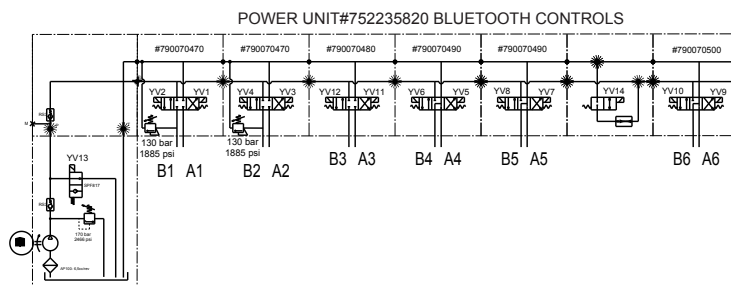 POWER UNIT#752235820 BLUETOOTH CONTROLS
#790070470 #790070470 #790070480 #790070490 #790070490 #790070500
YV2 YV1 YV4 YV3 YV12 YV11 YV6 YV5 YV8 YV7 YV14 YV10 YV9
M
130 bar
1885 psi
130 bar
1885 psi
B1 A1 B2 A2 B3 A3 B4 A4 B5 A5 B6 A6
YV13
SPF617
170 bar
2466 psi